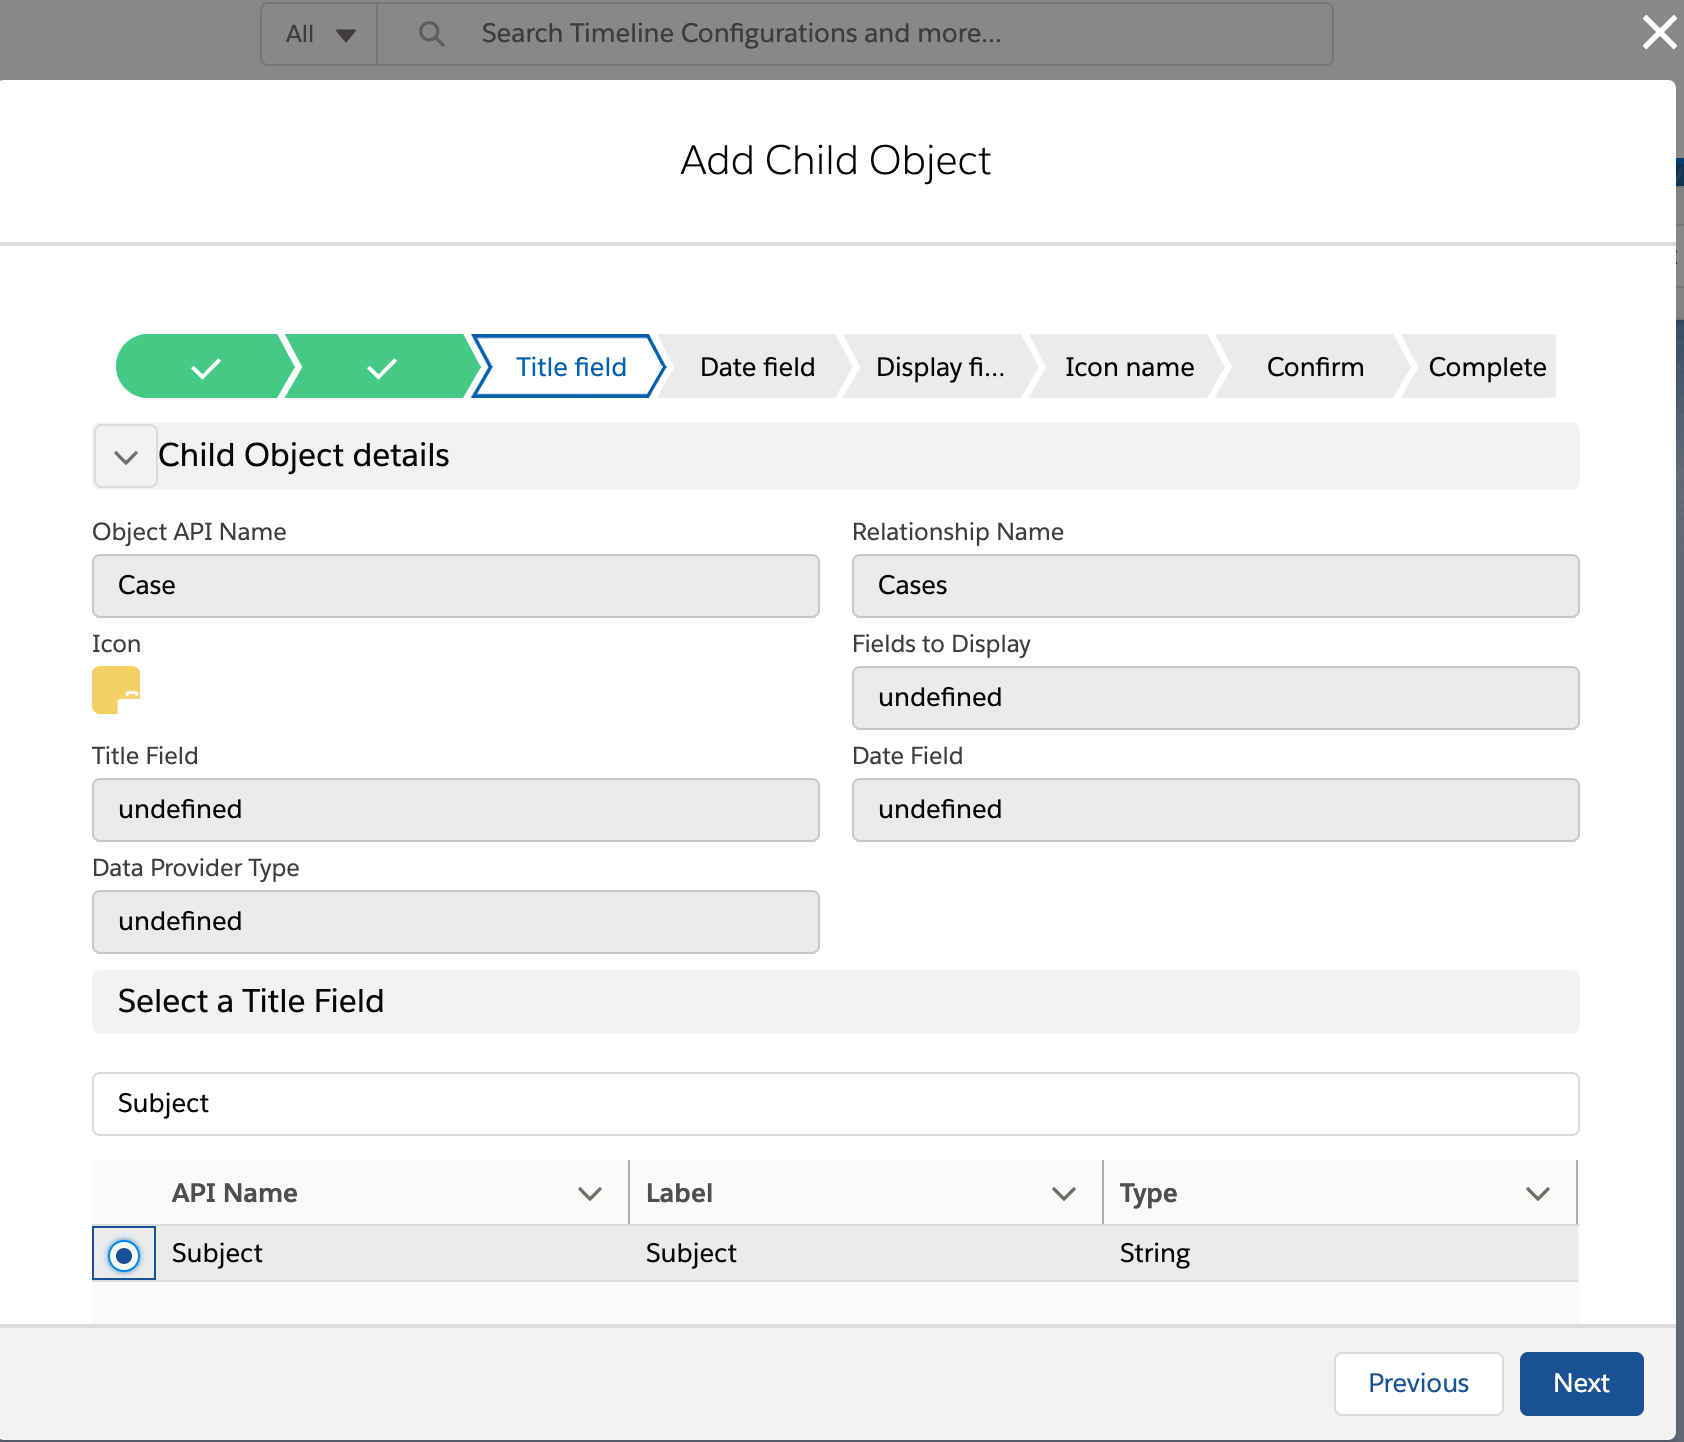 All
Search Timeline Configurations and more...
Add Child Object
Title field
Date field
Display fi...
Icon name
Confirm
Complete
Child Object details
Object API Name
Relationship Name
Case
Cases
Icon
Fields to Display
undefined
Title Field
Date Field
undefined
undefined
Data Provider Type
undefined
Select a Title Field
Subject
API Name
Label
Type
Subject
Subject
String
Previous
Next